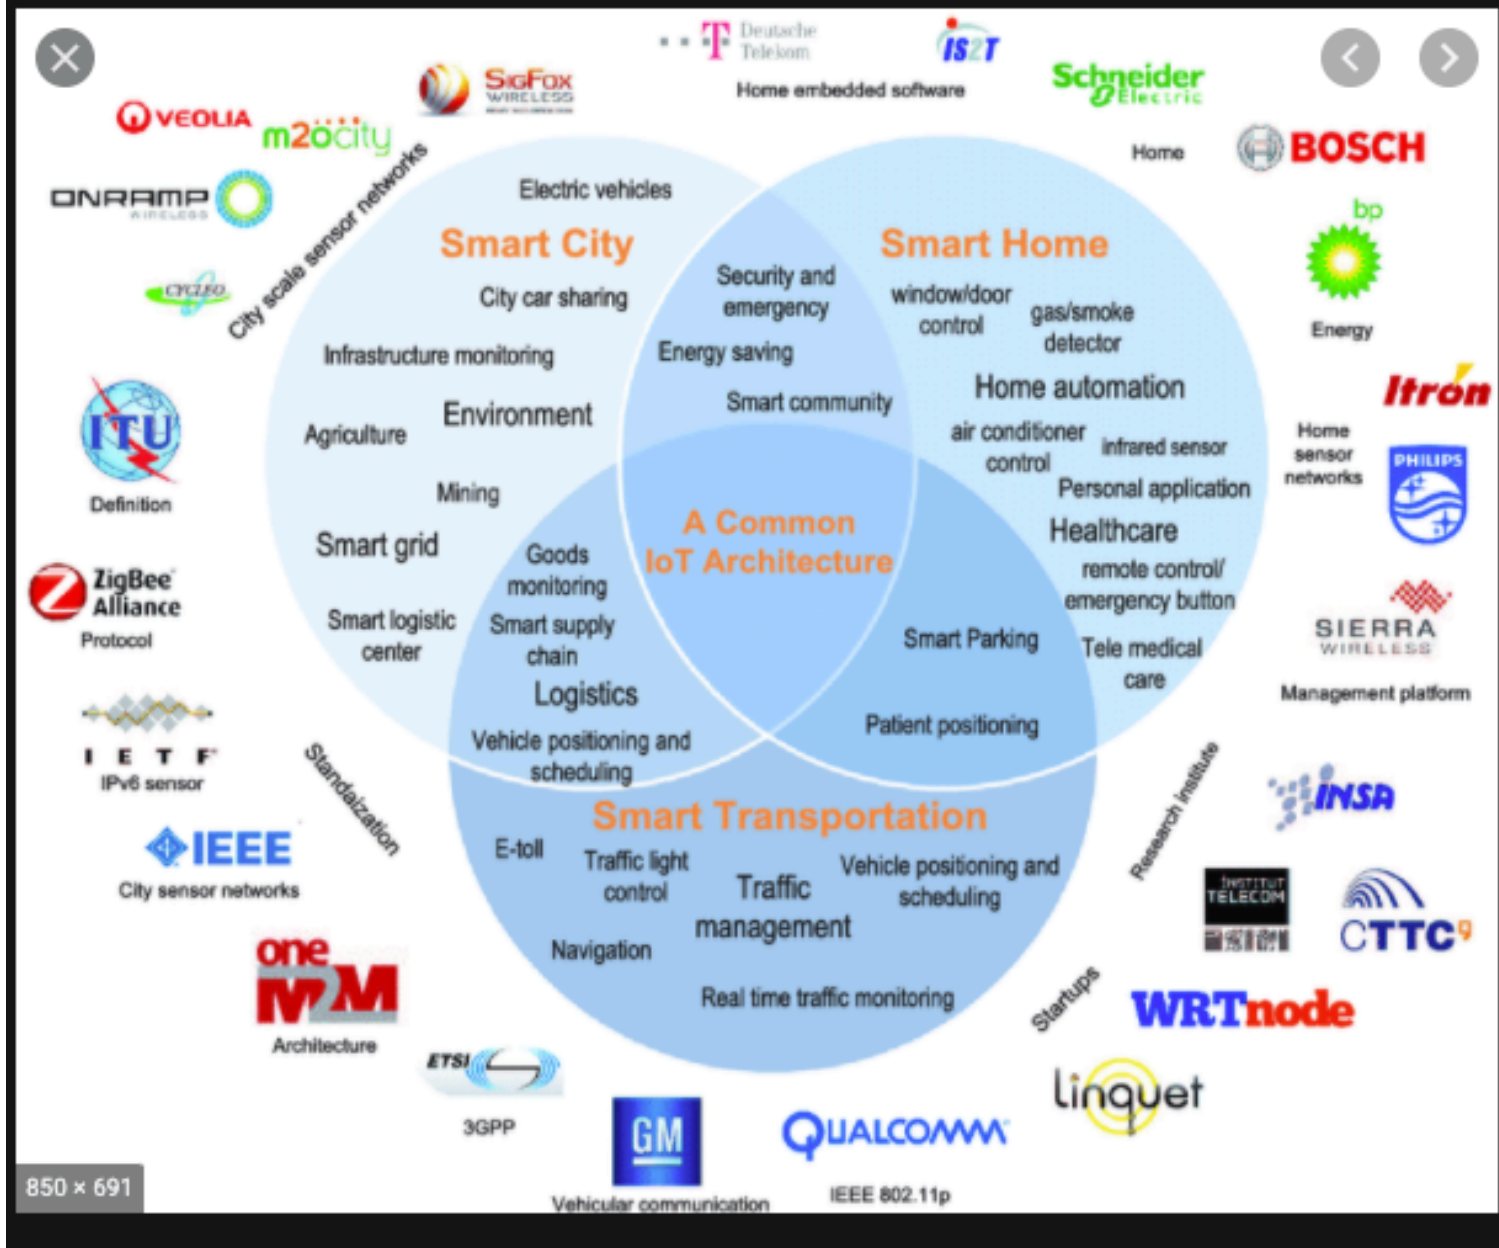 Deutsche
Telekom
IS2T
Home embedded software
SIGFOX
WIRELESS
Schneider
Electric
VEOLIA
m2ocity
Home
BOSCH
ONRAMP
WIRELESS
City scale sensor networks
CYCLEO
bp
Energy
Electric vehicles
Smart City
City car sharing
Infrastructure monitoring
Environment
Agriculture
Mining
Smart grid
Smart logistic
center
Security and
emergency
Energy saving
Smart community
Smart Home
window/door
control
gas/smoke
detector
Home automation
air conditioner
control
infrared sensor
Personal application
Healthcare
remote control/
emergency button
Tele medical
care
A Common
IoT Architecture
Goods
monitoring
Smart supply
chain
Logistics
Vehicle positioning and
scheduling
Smart Parking
Patient positioning
Smart Transportation
E-toll
Traffic light
control
Traffic
management
Vehicle positioning and
scheduling
Navigation
Real time traffic monitoring
Itrón
Home
sensor
networks
PHILIPS
SIERRA
WIRELESS
Management platform
ITU
Definition
ZigBee
Alliance
Protocol
IETF
IPv6 sensor
Standaization
IEEE
City sensor networks
one
M2M
Architecture
ETSI
3GPP
GM
Vehicular communication
QUALCOMM
IEEE 802.11p
Research institute
INSA
INSTITUT
TELECOM
CTTC
Startups
WRTnode
Linquet
850 × 691